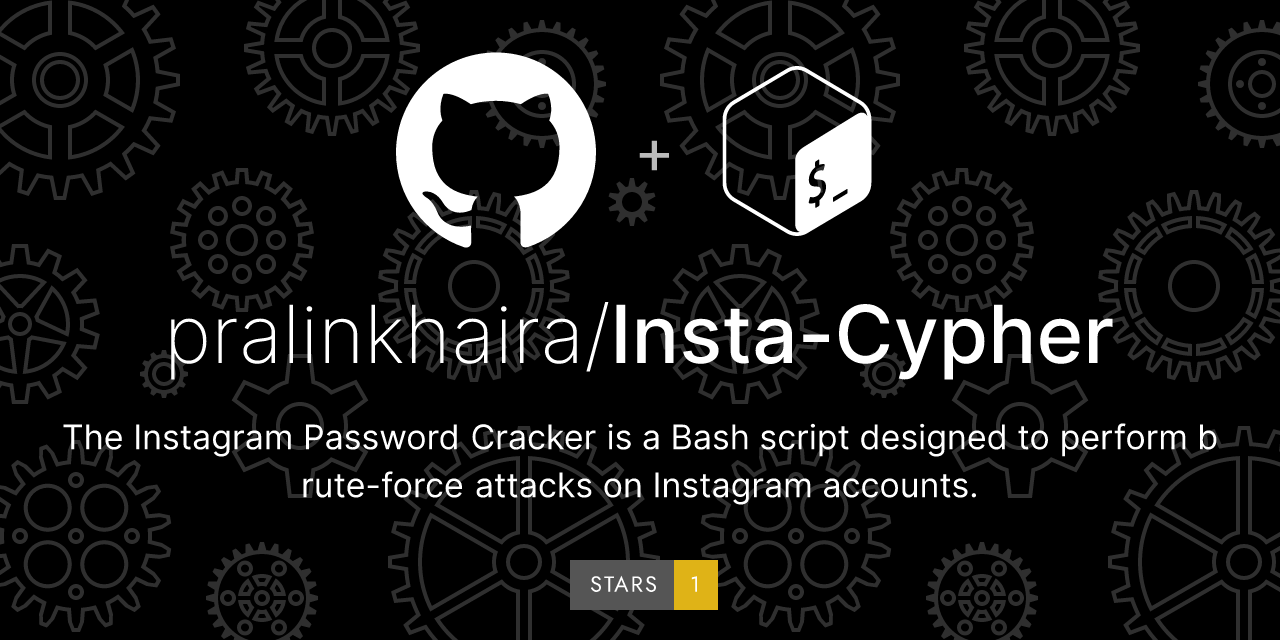 $_
+
pralinkhaira/Insta-Cypher
The Instagram Password Cracker is a Bash script designed to perform b
rute-force attacks on Instagram accounts.
STARS 1